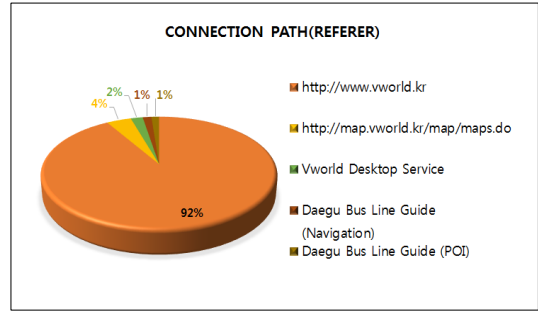 CONNECTION PATH(REFERER)
2%
1%
1%
4%
92%
http://www.vworld.kr
http://map.vworld.kr/map/maps.do
Vworld Desktop Service
Daegu Bus Line Guide
(Navigation)
Daegu Bus Line Guide (POI)